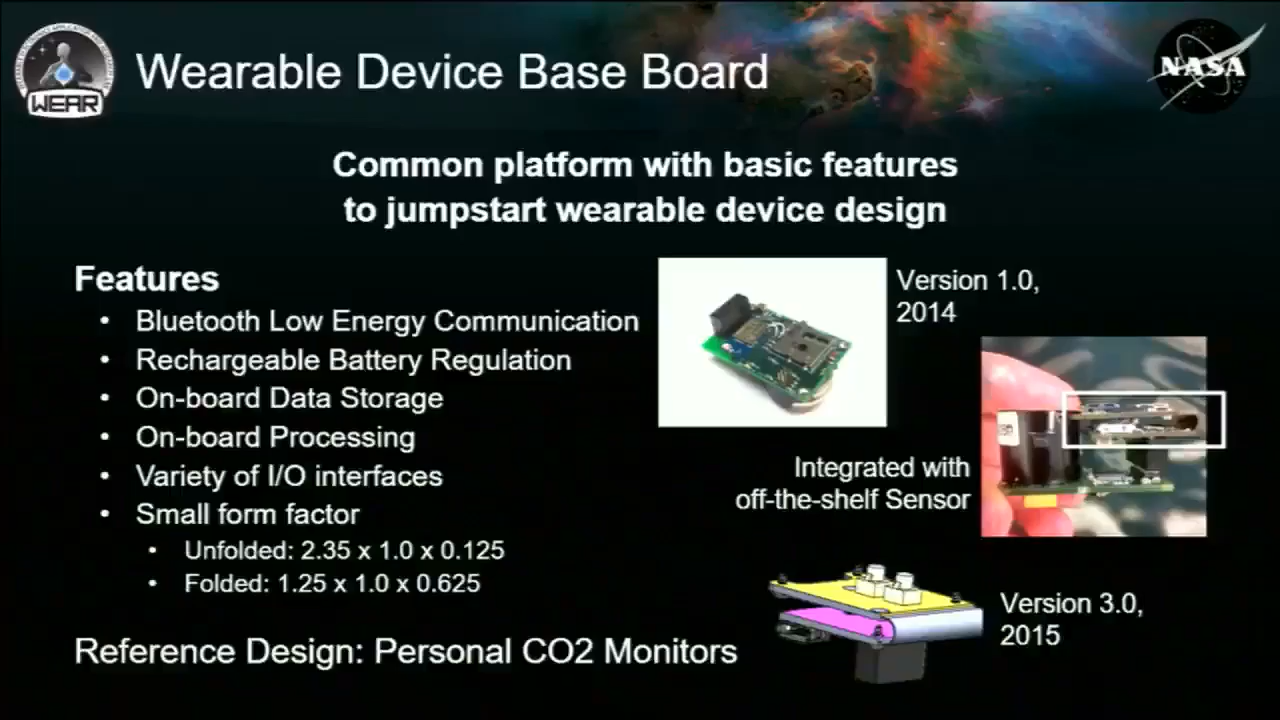 WEAR
Wearable Device Base Board
NASA
Common platform with basic features
to jumpstart wearable device design
Features
• Bluetooth Low Energy Communication
• Rechargeable Battery Regulation
• On-board Data Storage
• On-board Processing
• Variety of I/O interfaces
• Small form factor
• Unfolded: 2.35 x 1.0 x 0.125
• Folded: 1.25 x 1.0 x 0.625
Reference Design: Personal CO2 Monitors
Version 1.0,
2014
Integrated with
off-the-shelf Sensor
Version 3.0,
2015